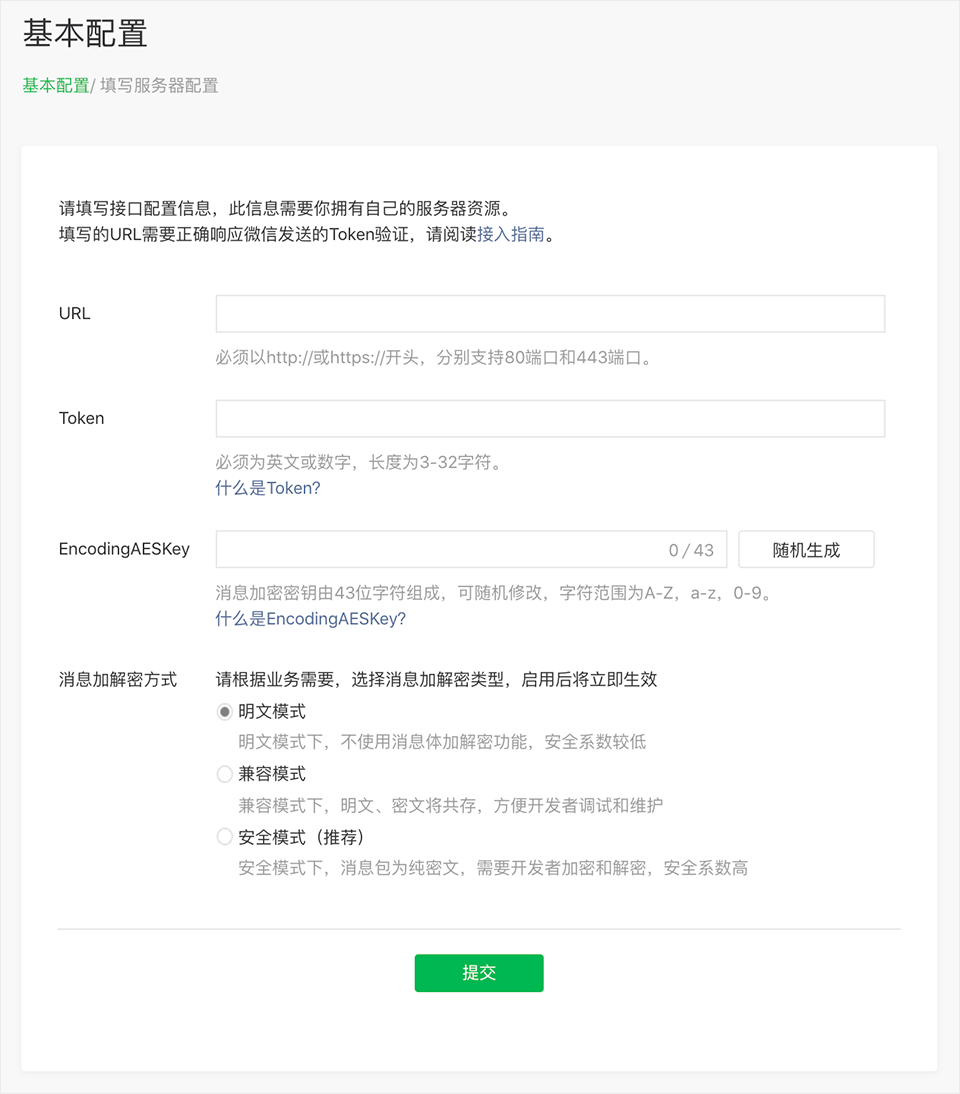 基本配置
基本配置/ 填写服务器配置
请填写接口配置信息，此信息需要你拥有自己的服务器资源。
填写的URL需要正确响应微信发送的Token验证，请阅读接入指南。
URL
必须以http://或https://开头，分别支持80端口和443端口。
Token
必须为英文或数字，长度为3-32字符。
什么是Token?
EncodingAESKey
0 / 43
随机生成
消息加密密钥由43位字符组成，可随机修改，字符范围为A-Z，a-z，0-9。
什么是EncodingAESKey?
消息加解密方式
请根据业务需要，选择消息加解密类型，启用后将立即生效
明文模式
明文模式下，不使用消息体加解密功能，安全系数较低
兼容模式
兼容模式下，明文、密文将共存，方便开发者调试和维护
安全模式（推荐）
安全模式下，消息包为纯密文，需要开发者加密和解密，安全系数高
提交